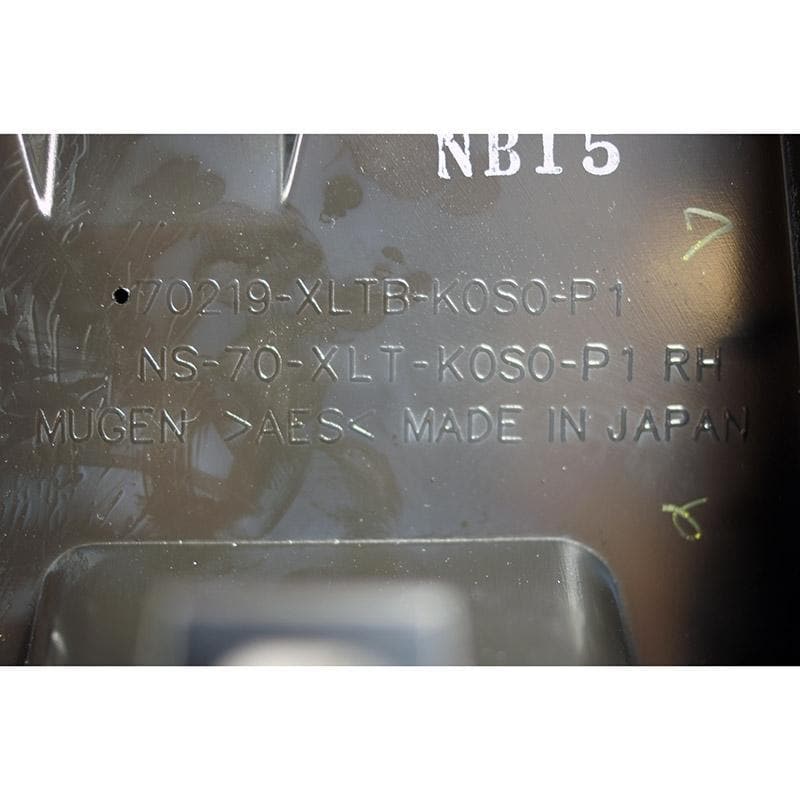 NB15
70219-XLTB-K0S0-P1
NS-70-XLT-K0S0-P1 RH
MUGEN >AES< MADE IN JAPAN